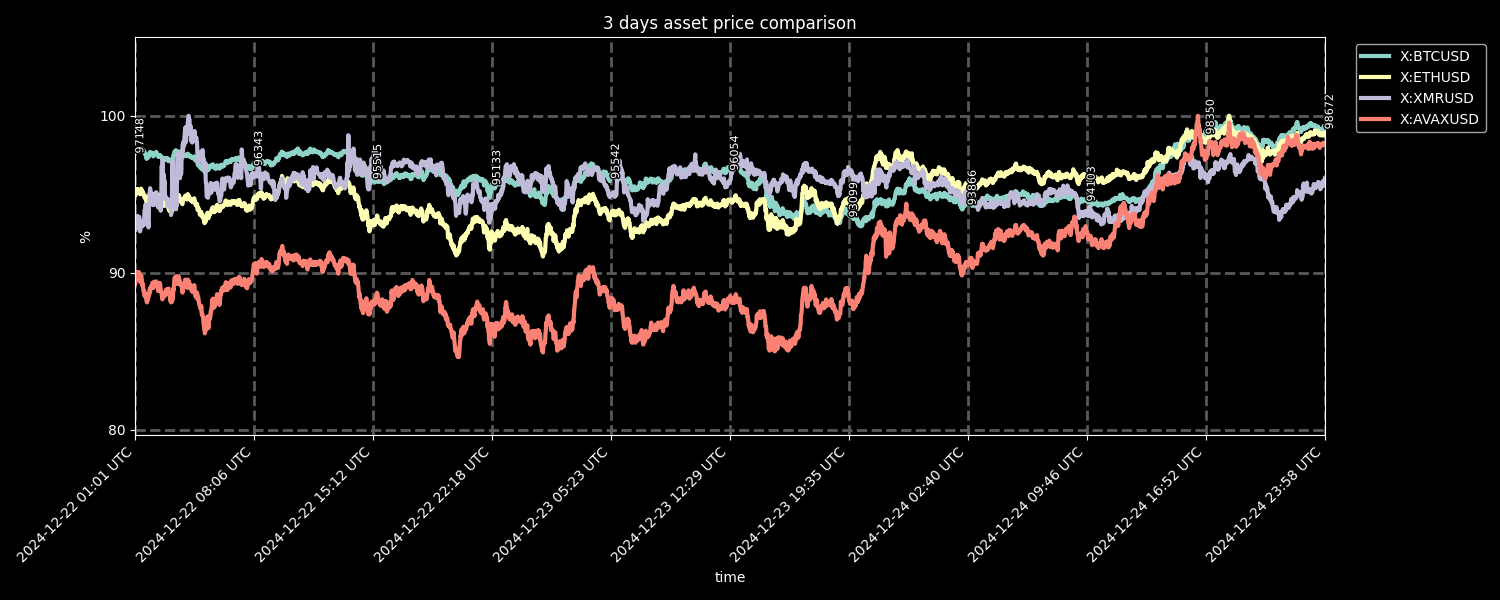 3 days asset price comparison
X:BTCUSD
X:ETHUSD
X:XMRUSD
X:AVAXUSD
100
90
80
%
97148
96343
95515
95133
95542
96054
93099
93866
94103
98350
98672
2024-12-22 01:01 UTC
2024-12-22 08:06 UTC
2024-12-22 15:12 UTC
2024-12-22 22:18 UTC
2024-12-23 05:23 UTC
2024-12-23 12:29 UTC
2024-12-23 19:35 UTC
2024-12-24 02:40 UTC
2024-12-24 09:46 UTC
2024-12-24 16:52 UTC
2024-12-24 23:58 UTC
time